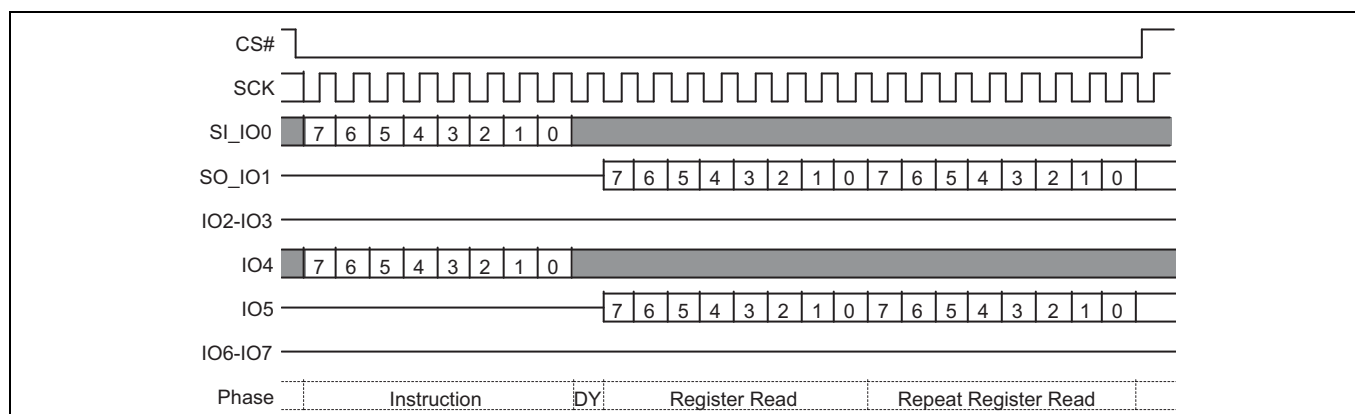 CS#
SCK
SI_IO0 7 6 5 4 3 2 1 0
SO_IO1 7 6 5 4 3 2 1 0 7 6 5 4 3 2 1 0
IO2-IO3
IO4 7 6 5 4 3 2 1 0
IO5 7 6 5 4 3 2 1 0 7 6 5 4 3 2 1 0
IO6-IO7
Phase Instruction DY Register Read Repeat Register Read